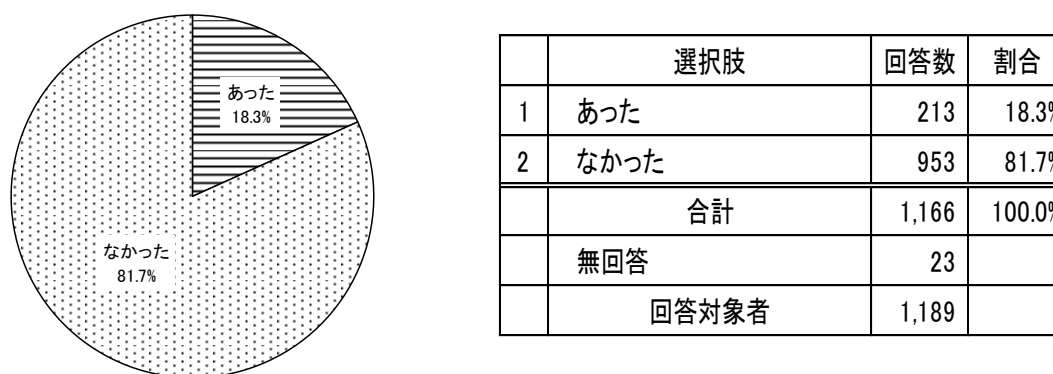 あった
18.3%
なかった
81.7%
選択肢 回答数 割合
1 あった 213 18.3%
2 なかった 953 81.7%
合計 1,166 100.0%
無回答 23
回答対象者 1,189